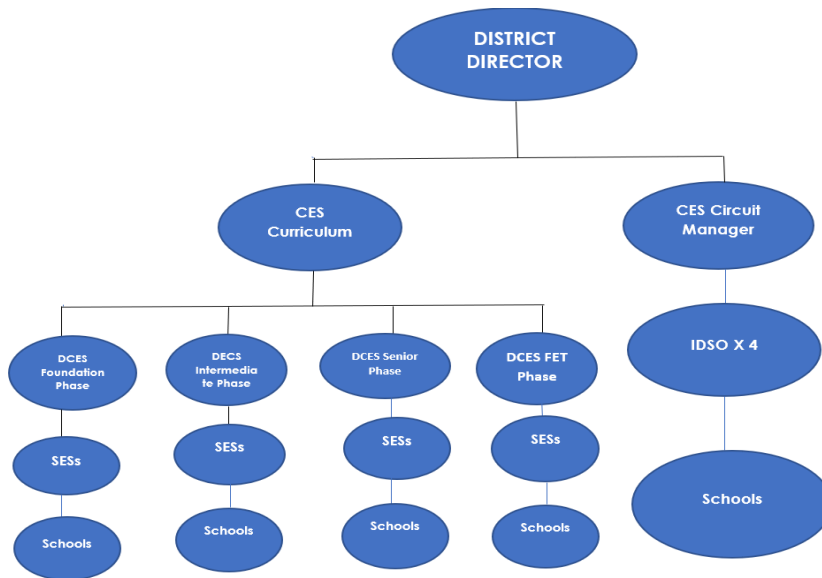 DISTRICT
DIRECTOR
CES
Curriculum
CES Circuit
Manager
DCES
Foundation
Phase
DECS
Intermedia
te Phase
DCES Senior
Phase
DCES FET
Phase
IDSO X 4
SESs
SESs
SESs
SESs
Schools
Schools
Schools
Schools
Schools